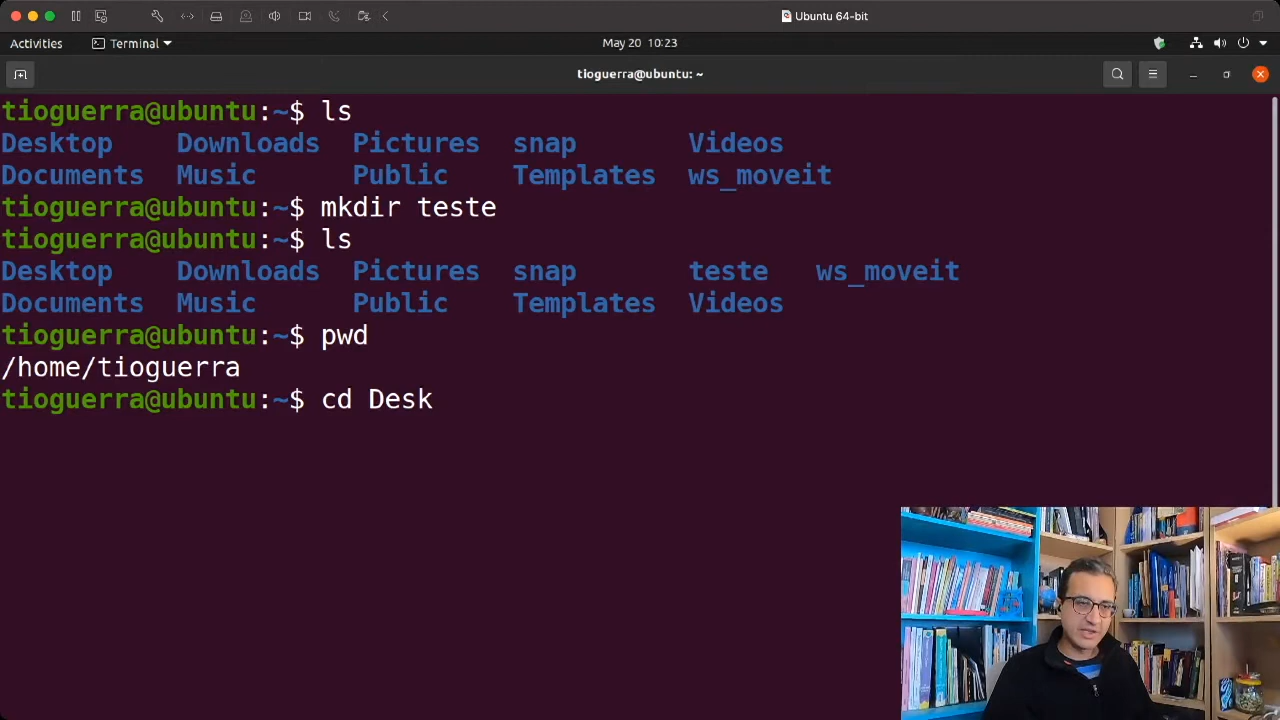 Ubuntu 64-bit
Activities Terminal May 20 10:23
tioguerra@ubuntu: ~
tioguerra@ubuntu:~$ ls
Desktop Downloads Pictures snap Videos
Documents Music Public Templates ws_moveit
tioguerra@ubuntu:~$ mkdir teste
tioguerra@ubuntu:~$ ls
Desktop Downloads Pictures snap teste ws_moveit
Documents Music Public Templates Videos
tioguerra@ubuntu:~$ pwd
/home/tioguerra
tioguerra@ubuntu:~$ cd Desk